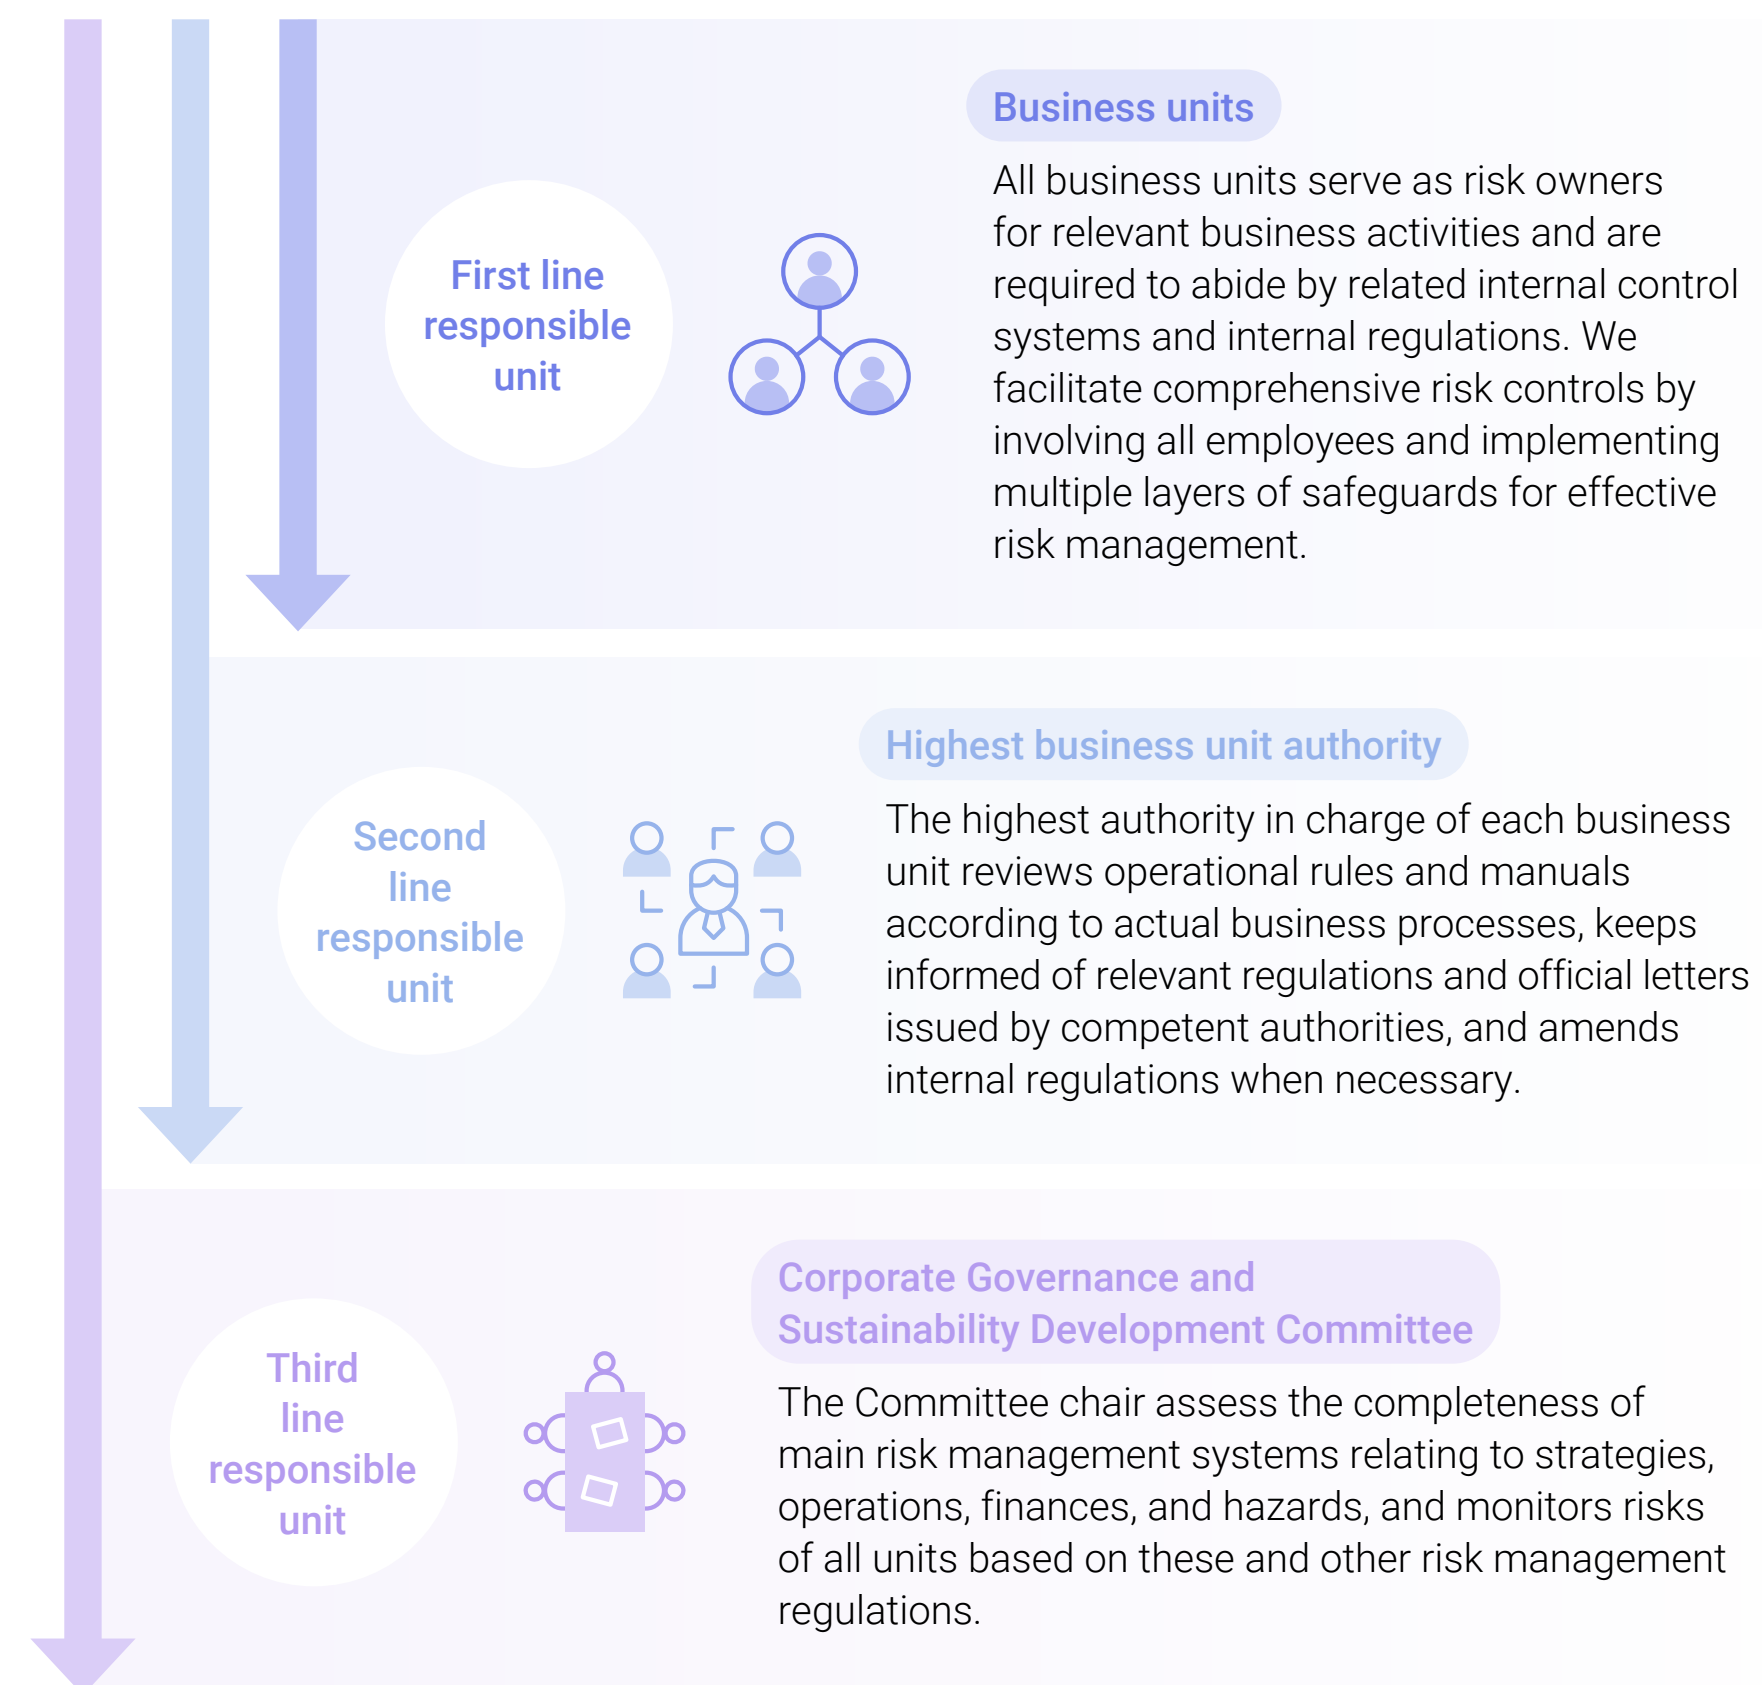 First line
responsible
unit
Business units
All business units serve as risk owners
for relevant business activities and are
required to abide by related internal control
systems and internal regulations. We
facilitate comprehensive risk controls by
involving all employees and implementing
multiple layers of safeguards for effective
risk management.
Second
line
responsible
unit
Highest business unit authority
The highest authority in charge of each business
unit reviews operational rules and manuals
according to actual business processes, keeps
informed of relevant regulations and official letters
issued by competent authorities, and amends
internal regulations when necessary.
Third
line
responsible
unit
Corporate Governance and
Sustainability Development Committee
The Committee chair assess the completeness of
main risk management systems relating to strategies,
operations, finances, and hazards, and monitors risks
of all units based on these and other risk management
regulations.